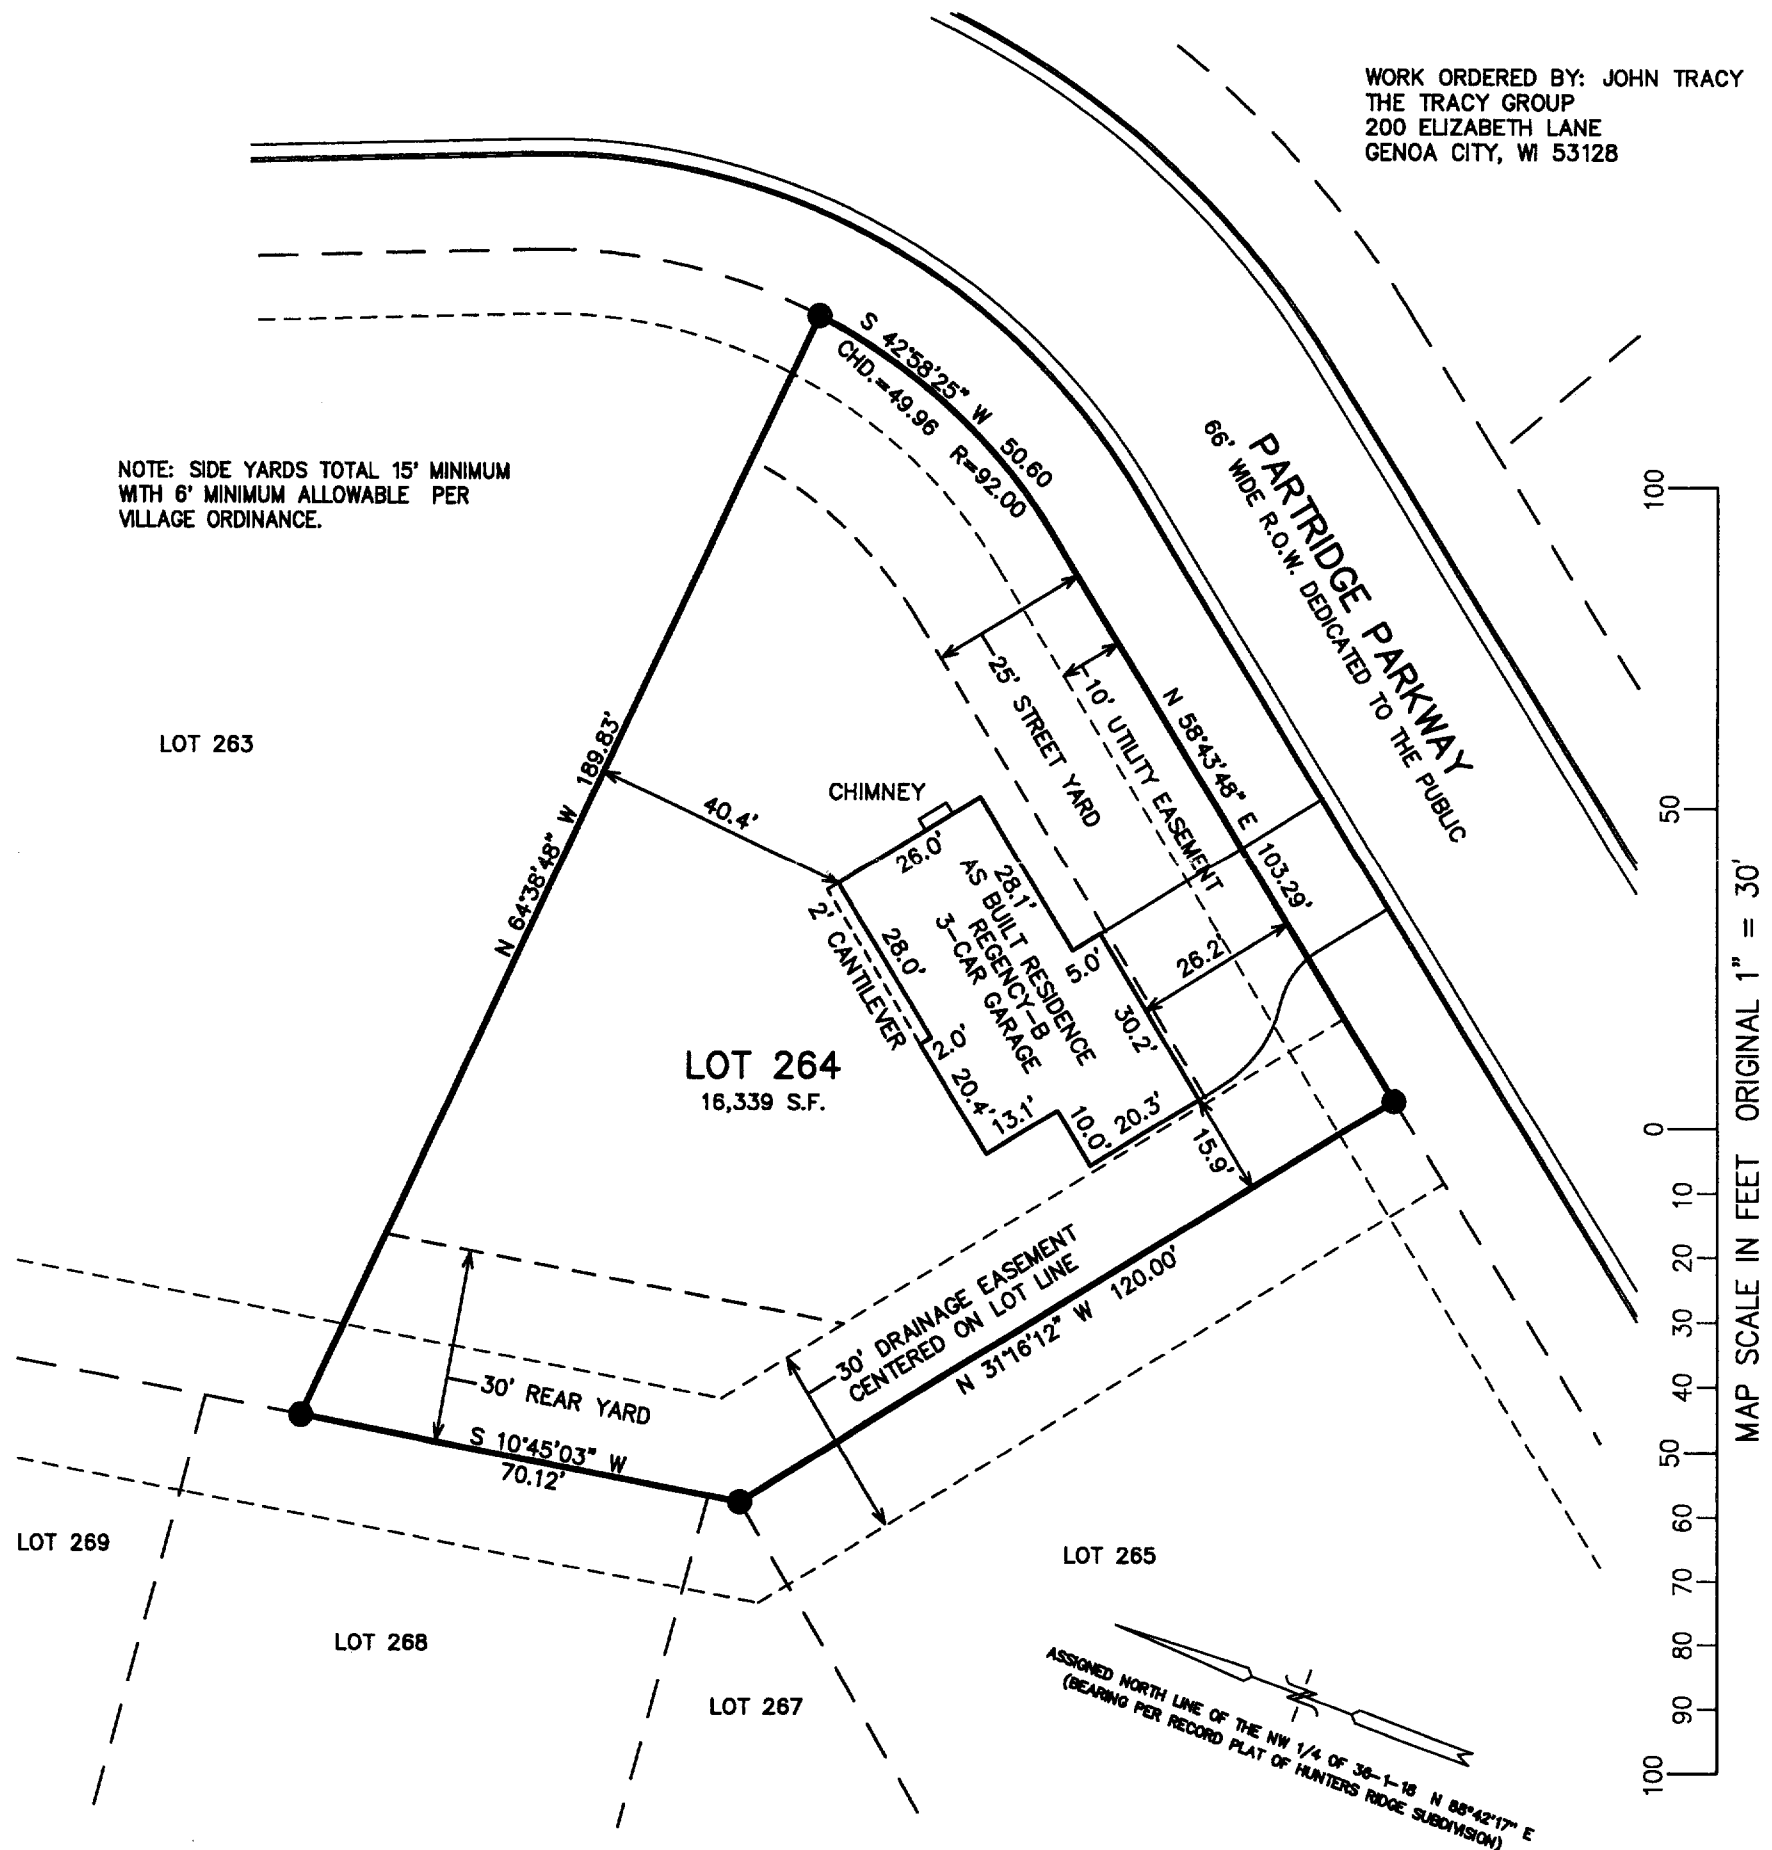 WORK ORDERED BY: JOHN TRACY
THE TRACY GROUP
200 ELIZABETH LANE
GENOA CITY, WI 53128
S 42°58'25" W 50.60
CHD.=49.96 R=92.00
PARTRIDGE PARKWAY
66' WIDE R.O.W. DEDICATED TO THE PUBLIC
NOTE: SIDE YARDS TOTAL 15' MINIMUM
WITH 6' MINIMUM ALLOWABLE PER
VILLAGE ORDINANCE.
LOT 263
N 64°38'48" W 189.83'
40.4'
CHIMNEY
25' STREET YARD
10' UTILITY EASEMENT
N 58°43'48" E 103.29'
26.0'
28.1'
AS BUILT RESIDENCE
REGENCY-B
3-CAR GARAGE
28.0'
2' CANTILEVER
5.0'
26.2'
30.2'
2.0'
20.4'
13.1'
10.0'
20.3'
15.9'
LOT 264
16,339 S.F.
30' DRAINAGE EASEMENT
CENTERED ON LOT LINE
N 31°16'12" W 120.00'
30' REAR YARD
S 10°45'03" W
70.12'
LOT 269
LOT 268
LOT 267
LOT 265
ASSIGNED NORTH LINE OF THE NW 1/4 OF 36-1-18 N 88°42'17" E
(BEARING PER RECORD PLAT OF HUNTERS RIDGE SUBDIVISION)
100
50
0
10
20
30
40
50
60
70
80
90
100
MAP SCALE IN FEET ORIGINAL 1" = 30'